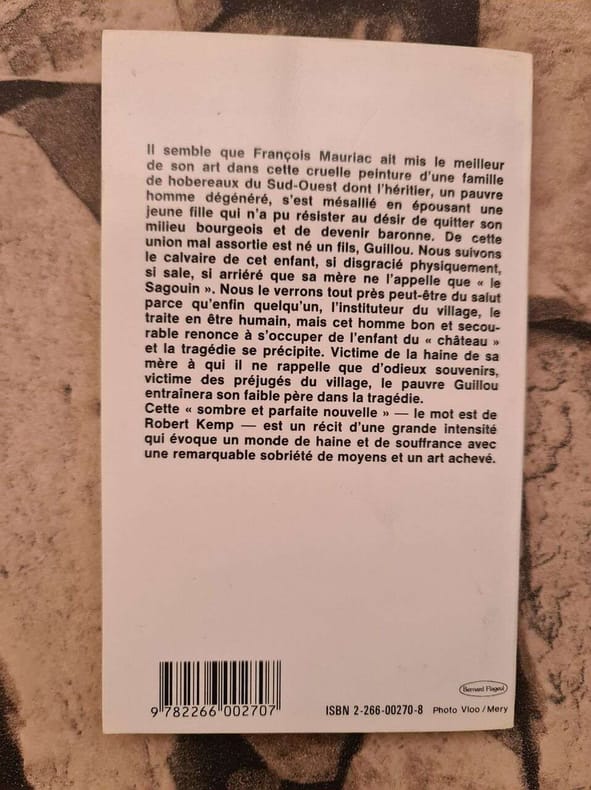 Il semble que François Mauriac ait mis le meilleur
de son art dans cette cruelle peinture d'une famille
de hobereaux du Sud-Ouest dont l'héritier, un pauvre
homme dégénéré, s'est mésallié en épousant une
jeune fille qui n'a pu résister au désir de quitter son
milieu bourgeois et de devenir baronne. De cette
union mal assortie est né un fils, Guillou. Nous suivons
le calvaire de cet enfant, si disgracié physiquement,
si sale, si arriéré que sa mère ne l'appelle que « le
Sagouin ». Nous le verrons tout près peut-être du salut
parce qu'enfin quelqu'un, l'instituteur du village, le
traite en être humain, mais cet homme bon et secou-
rable renonce à s'occuper de l'enfant du « château »
et la tragédie se précipite. Victime de la haine de sa
mère à qui il ne rappelle que d'odieux souvenirs,
victime des préjugés du village, le pauvre Guillou
entraînera son faible père dans la tragédie.
Cette « sombre et parfaite nouvelle » — le mot est de
Robert Kemp — est un récit d'une grande intensité
qui évoque un monde de haine et de souffrance avec
une remarquable sobriété de moyens et un art achevé.
Bernard Flageul
9 782266 002707
ISBN 2-266-00270-8 Photo Vloo / Mery